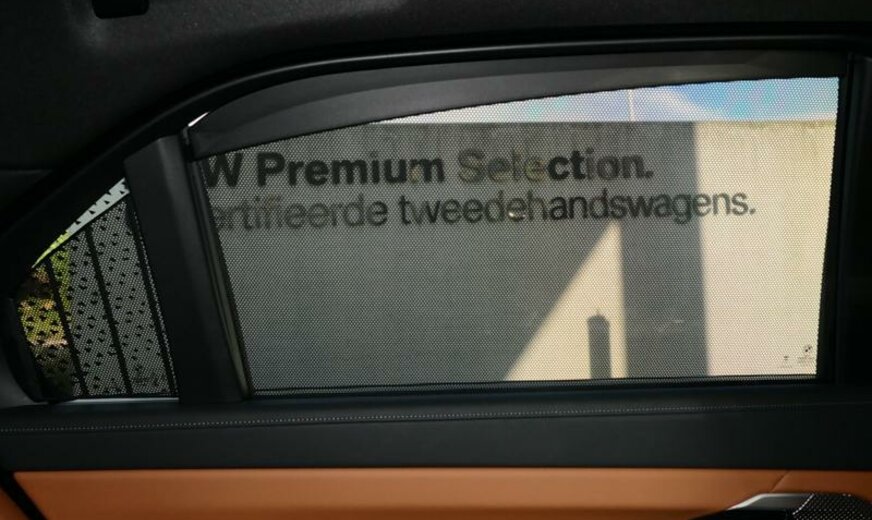 W Premium Selection.
ertifieerde tweedehandswagens.